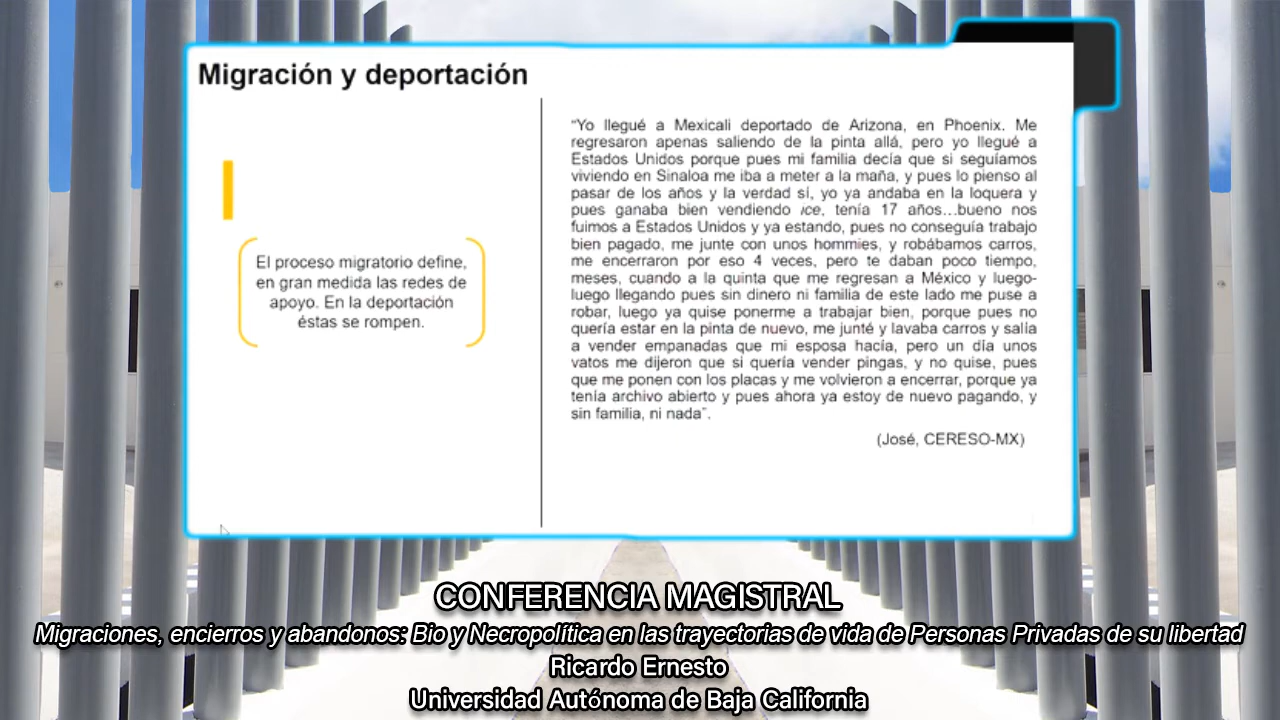 Migración y deportación
El proceso migratorio define,
en gran medida las redes de
apoyo. En la deportación
éstas se rompen.
“Yo llegué a Mexicali deportado de Arizona, en Phoenix. Me
regresaron apenas saliendo de la pinta allá, pero yo llegué a
Estados Unidos porque pues mi familia decía que si seguíamos
viviendo en Sinaloa me iba a meter a la maña, y pues lo pienso al
pasar de los años y la verdad sí, yo ya andaba en la loquera y
pues ganaba bien vendiendo ice, tenía 17 años...bueno nos
fuimos a Estados Unidos y ya estando, pues no conseguía trabajo
bien pagado, me junte con unos hommies, y robábamos carros,
me encerraron por eso 4 veces, pero te daban poco tiempo,
meses, cuando a la quinta que me regresan a México y luego-
luego llegando pues sin dinero ni familia de este lado me puse a
robar, luego ya quise ponerme a trabajar bien, porque pues no
quería estar en la pinta de nuevo, me junté y lavaba carros y salía
a vender empanadas que mi esposa hacía, pero un día unos
vatos me dijeron que si quería vender pingas, y no quise, pues
que me ponen con los placas y me volvieron a encerrar, porque ya
tenía archivo abierto y pues ahora ya estoy de nuevo pagando, y
sin familia, ni nada”.
(José, CERESO-MX)
CONFERENCIA MAGISTRAL
Migraciones, encierros y abandonos: Bio y Necropolítica en las trayectorias de vida de Personas Privadas de su libertad
Ricardo Ernesto
Universidad Autónoma de Baja California